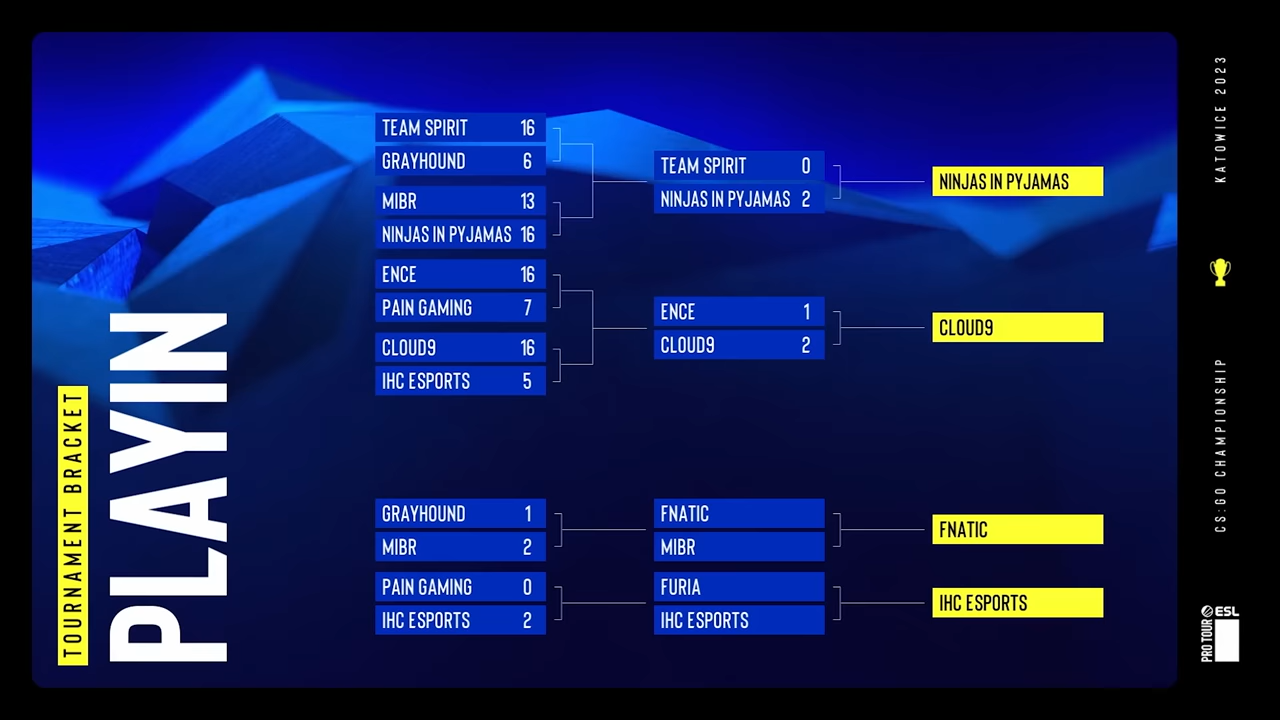 TOURNAMENT BRACKET
PLAYIN
TEAM SPIRIT 16
GRAYHOUND 6
MIBR 13
NINJAS IN PYJAMAS 16
ENCE 16
PAIN GAMING 7
CLOUD9 16
IHC ESPORTS 5
TEAM SPIRIT 0
NINJAS IN PYJAMAS 2
ENCE 1
CLOUD9 2
NINJAS IN PYJAMAS
CLOUD9
GRAYHOUND 1
MIBR 2
PAIN GAMING 0
IHC ESPORTS 2
FNATIC
MIBR
FURIA
IHC ESPORTS
FNATIC
IHC ESPORTS
KATOWICE 2023
CS:GO CHAMPIONSHIP
ESL
PRO TOUR